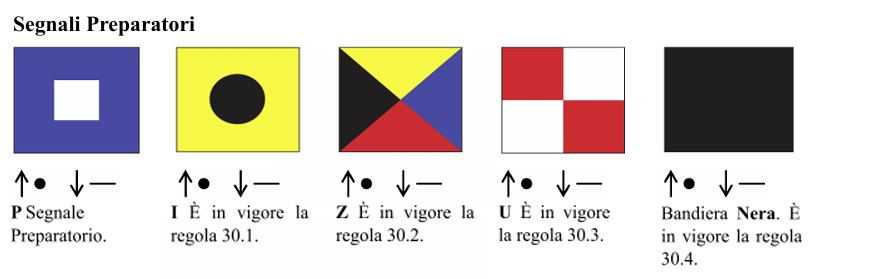 Segnali Preparatori
P Segnale
Preparatorio.
I È in vigore la
regola 30.1.
Z È in vigore la
regola 30.2.
U È in vigore
la regola 30.3.
Bandiera Nera. È
in vigore la regola
30.4.